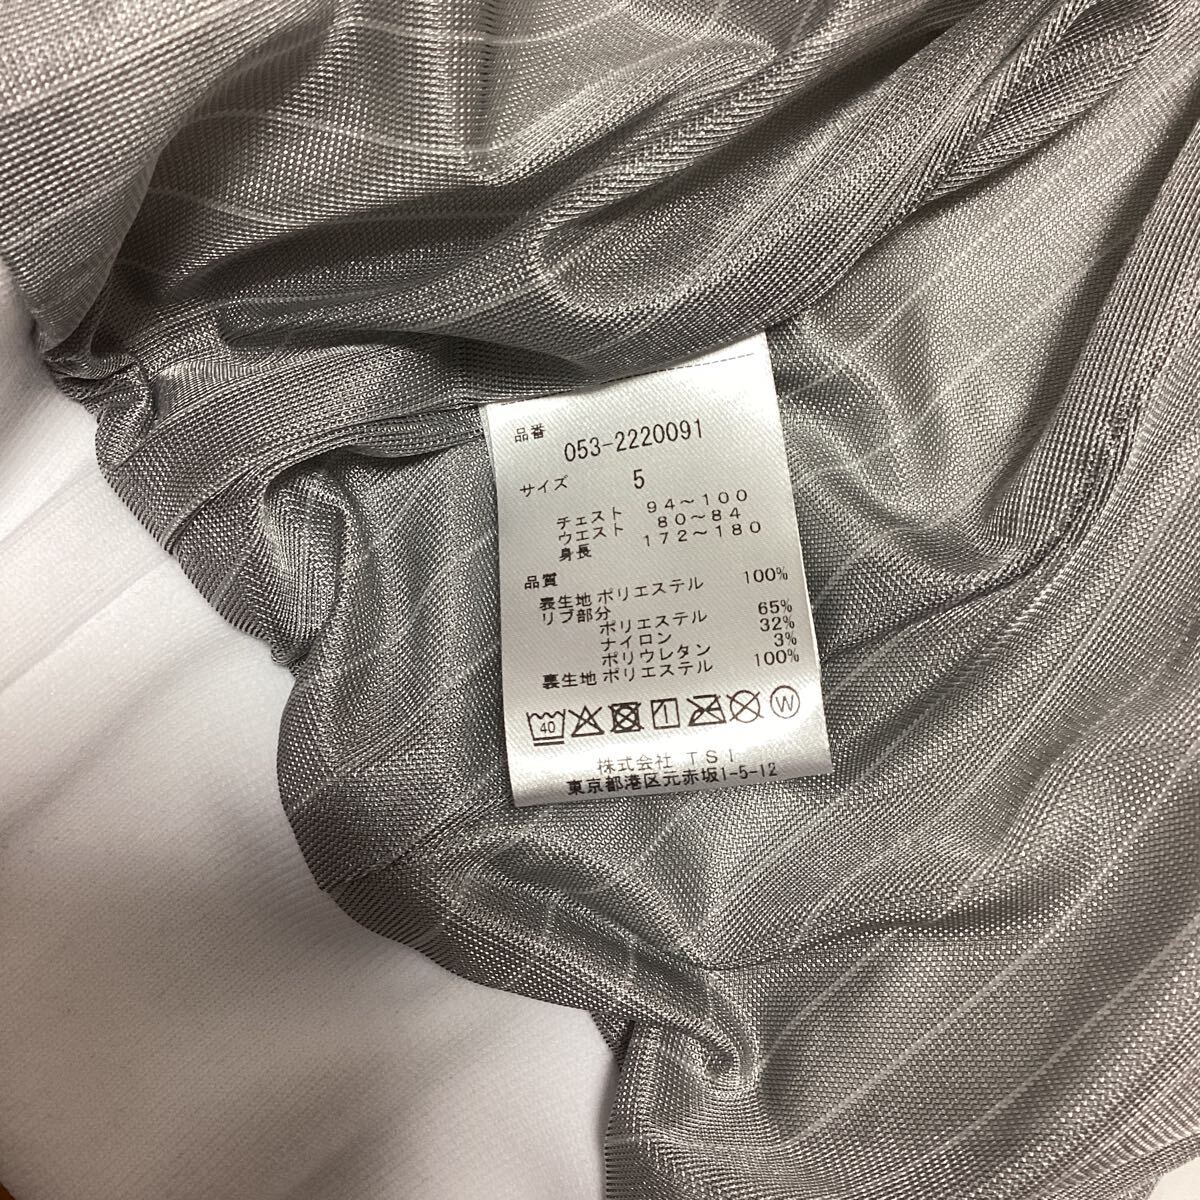 品番
053-2220091
サイズ 5
チェスト 94～100
ウエスト 80～84
身長 172～180
品質
表生地 ポリエステル 100%
リブ部分
ポリエステル 65%
ナイロン 32%
ポリウレタン 3%
裏生地 ポリエステル 100%
40 W
株式会社 TSI
東京都港区元赤坂1-5-12